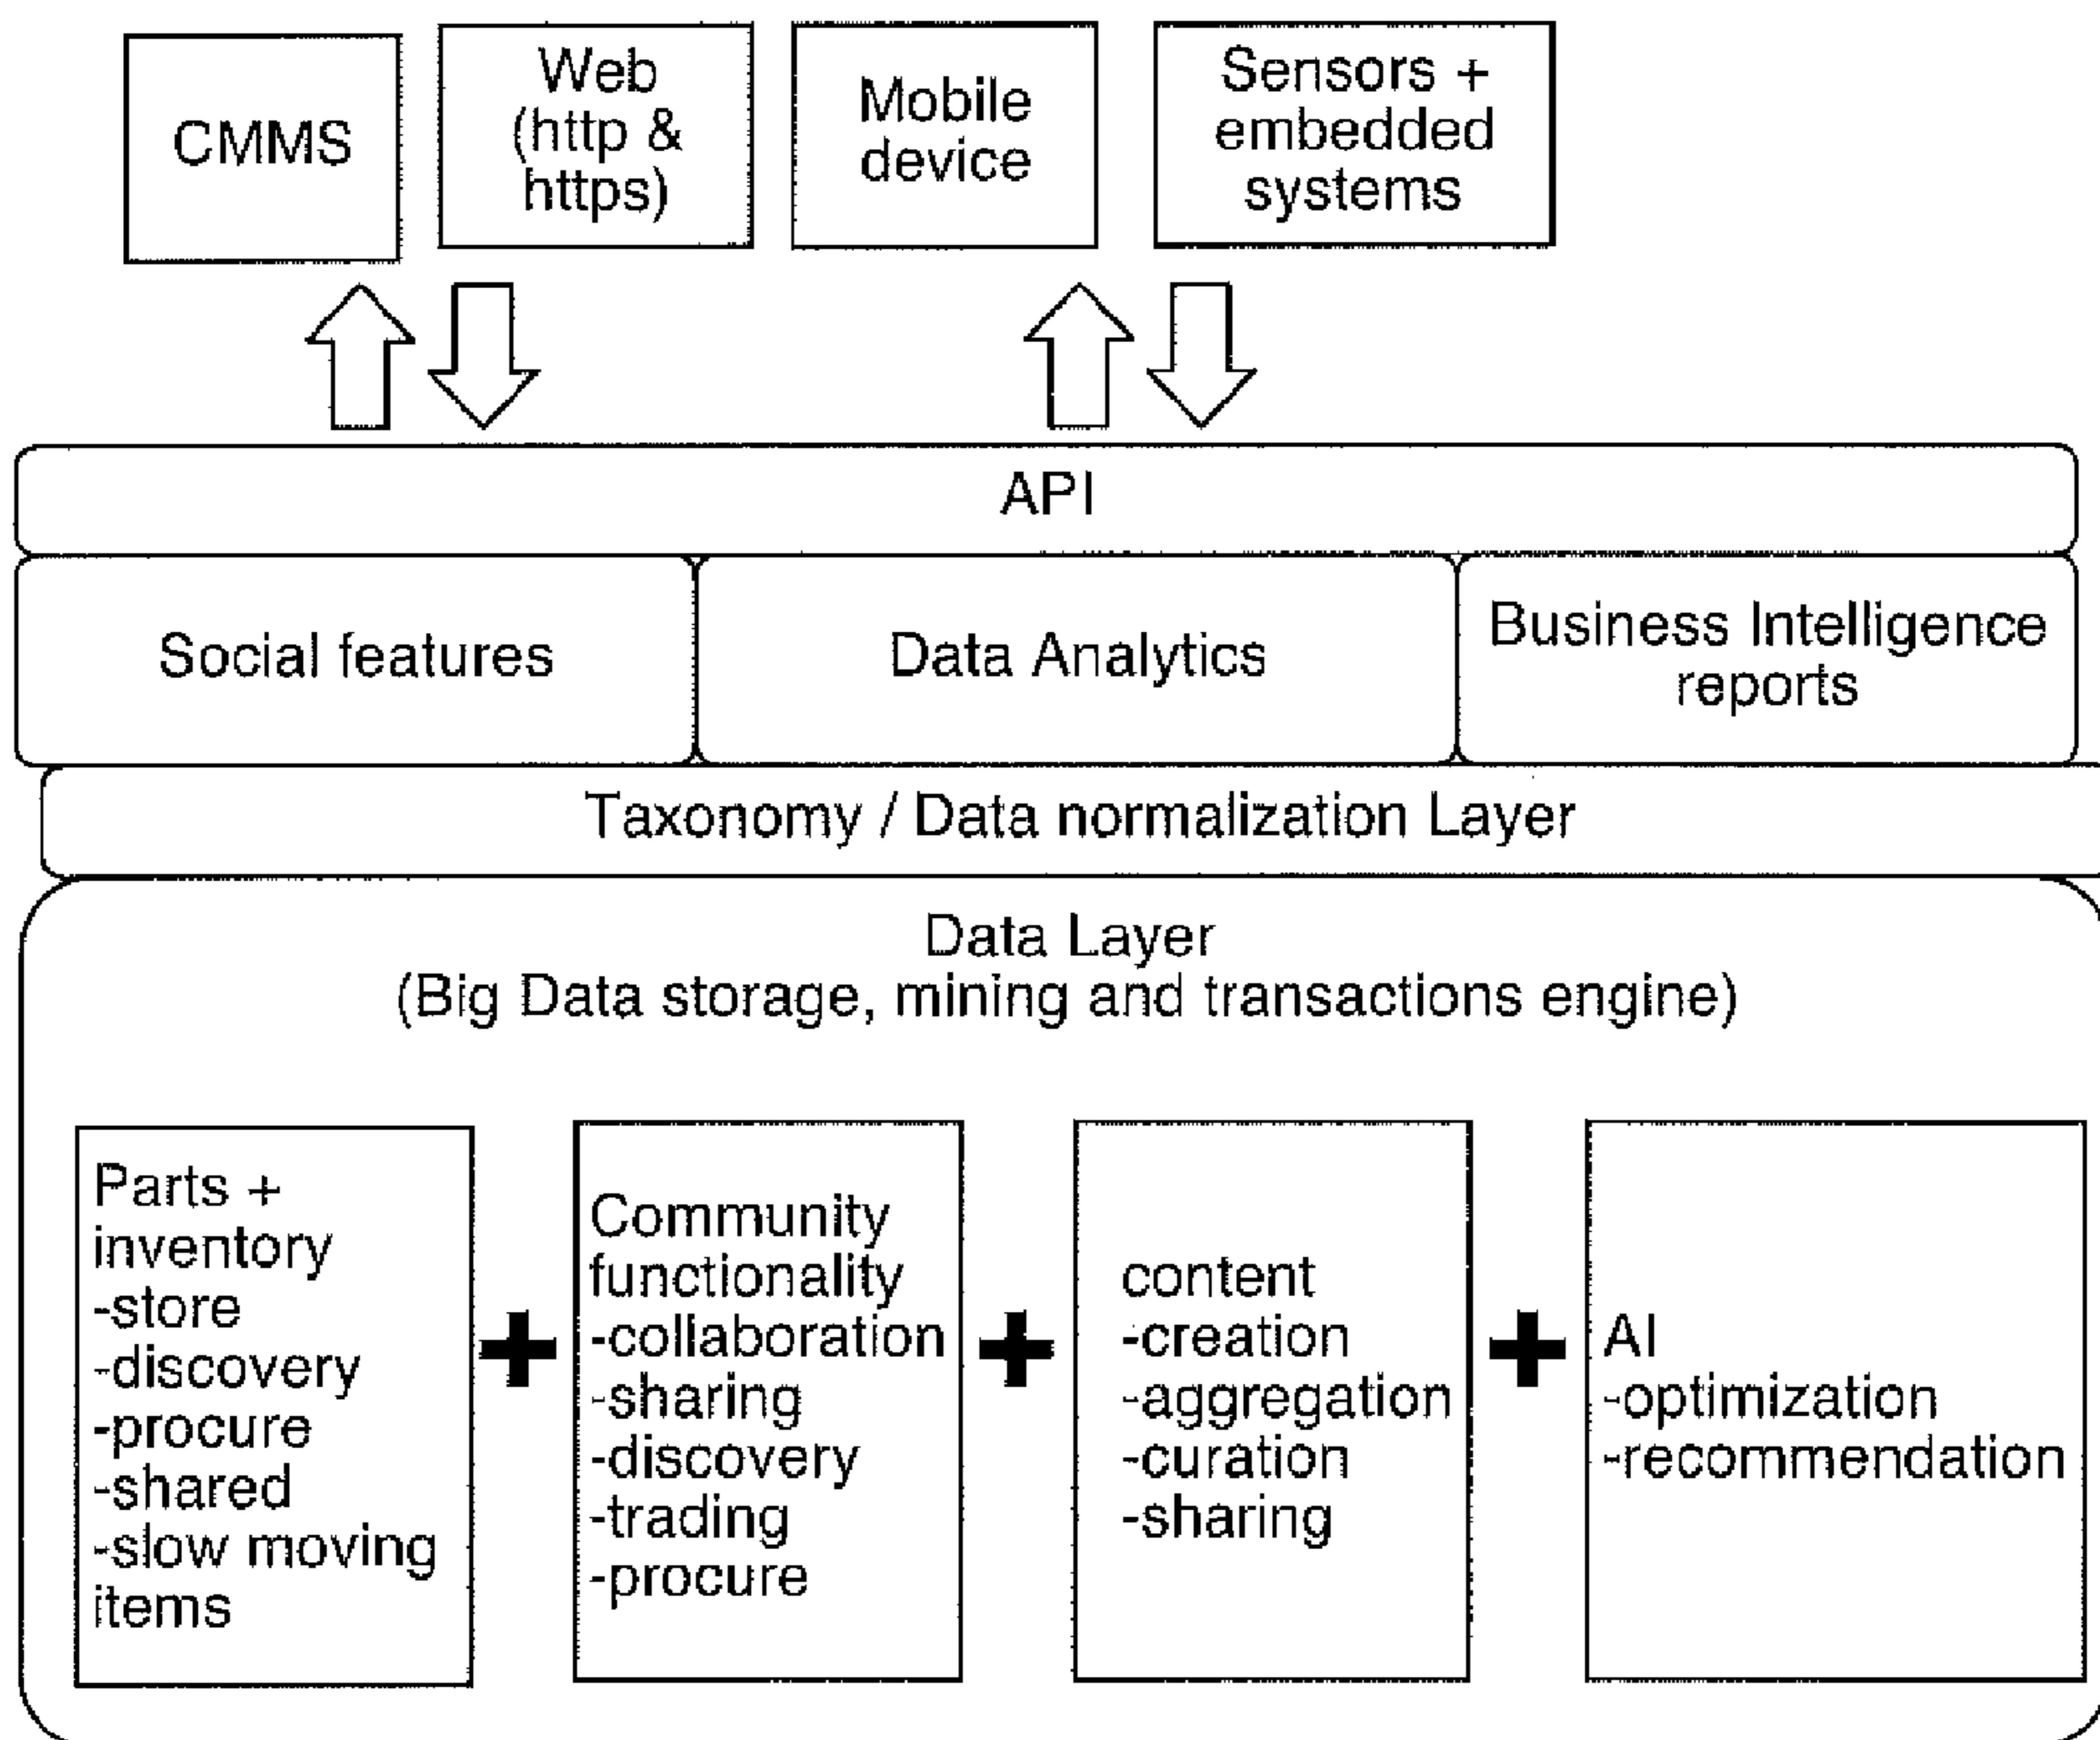 CMMS
Web
(http &
https)
Mobile
device
Sensors +
embedded
systems
API
Social features
Data Analytics
Business Intelligence
reports
Taxonomy / Data normalization Layer
Data Layer
(Big Data storage, mining and transactions engine)
Parts +
inventory
-store
-discovery
-procure
-shared
-slow moving
items
+
Community
functionality
-collaboration
-sharing
-discovery
-trading
-procure
+
content
-creation
-aggregation
-curation
-sharing
+
AI
-optimization
-recommendation